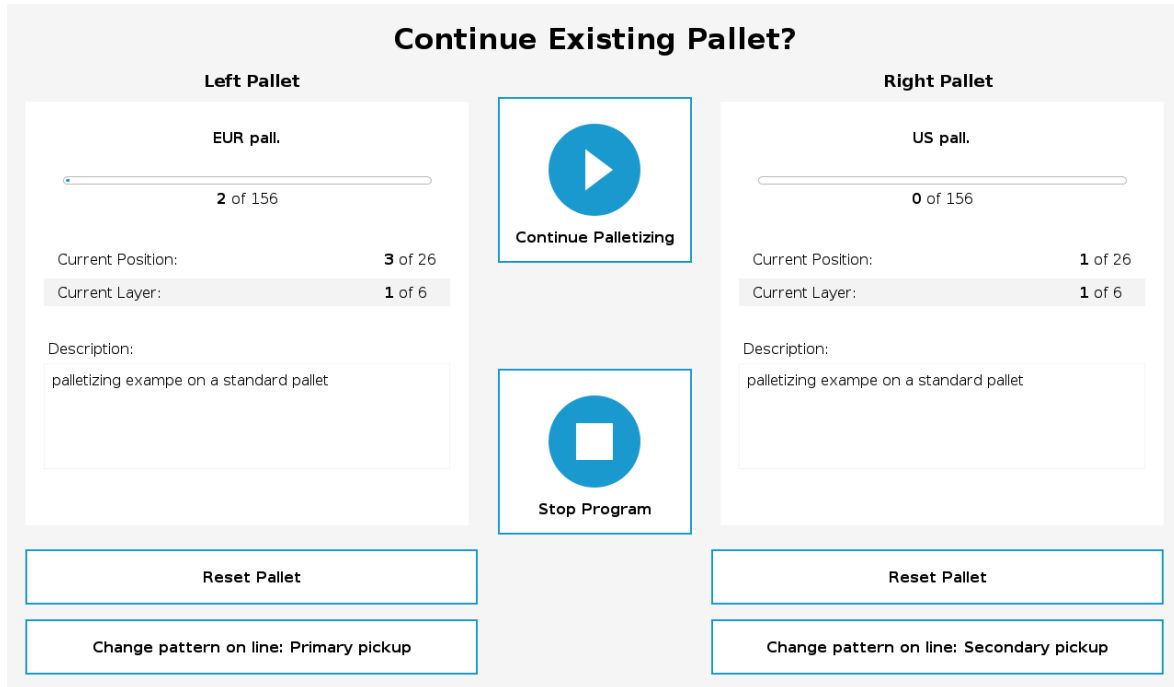 Continue Existing Pallet?
Left Pallet
EUR pall.
2 of 156
Current Position: 3 of 26
Current Layer: 1 of 6
Description:
palletizing exampe on a standard pallet
Reset Pallet
Change pattern on line: Primary pickup
Continue Palletizing
Stop Program
Right Pallet
US pall.
0 of 156
Current Position: 1 of 26
Current Layer: 1 of 6
Description:
palletizing exampe on a standard pallet
Reset Pallet
Change pattern on line: Secondary pickup